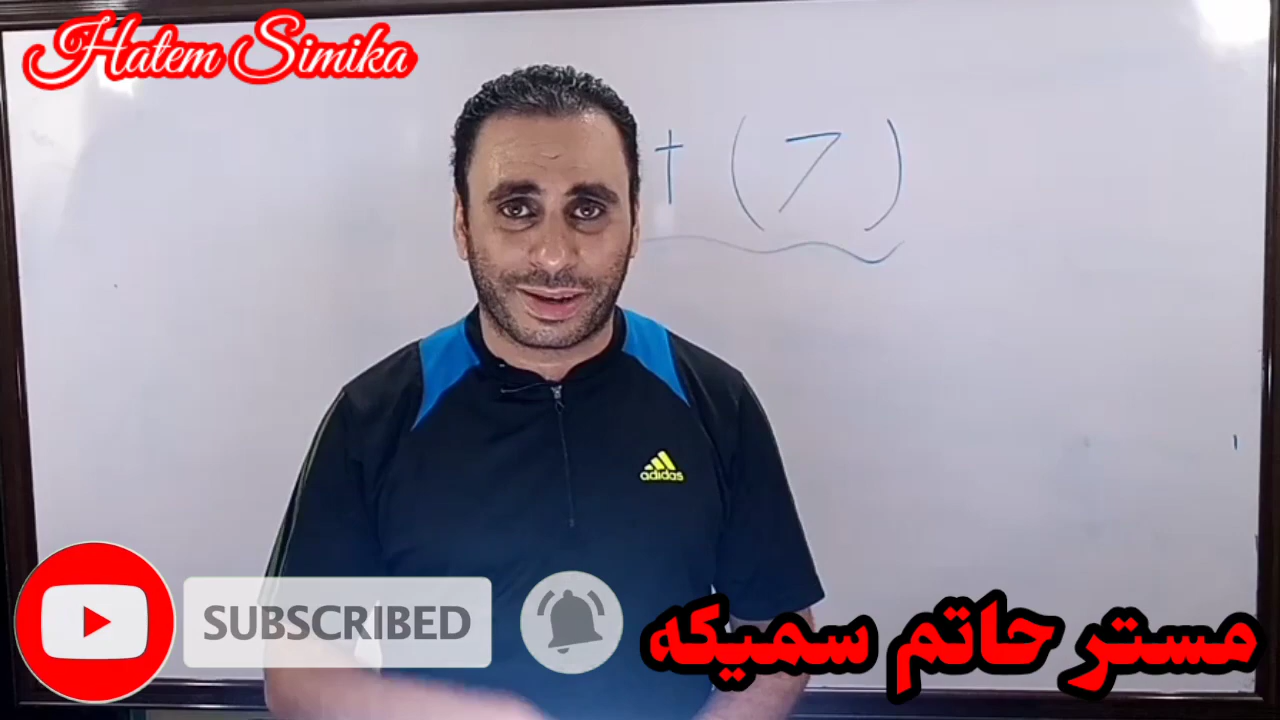 Hatem Simika
+ (7)
adidas
SUBSCRIBED
مستر حاتم سميكه